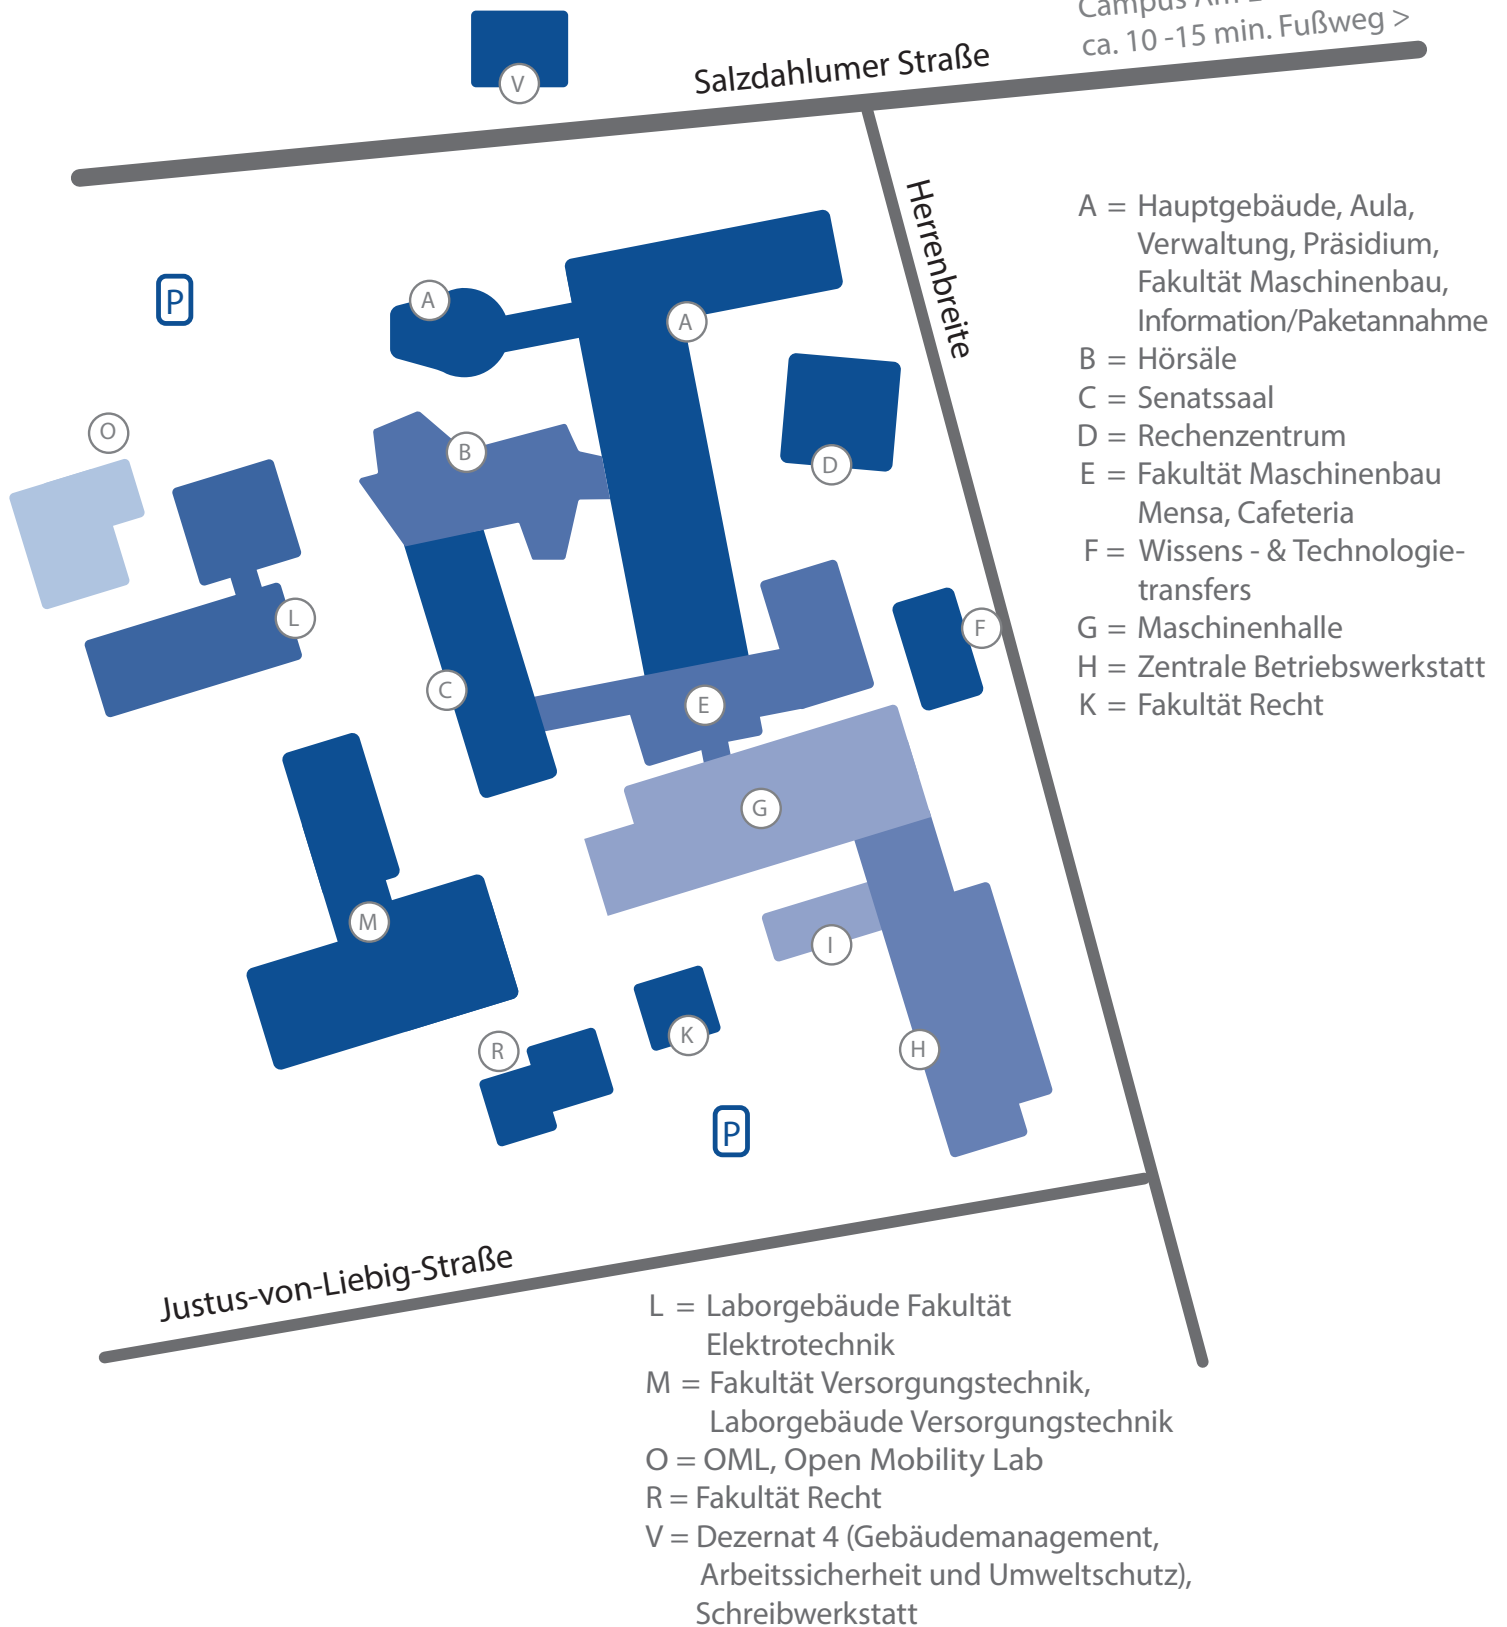 Campus Am
ca. 10 -15 min. Fußweg >
V
Salzdahlumer Straße
Herrenbreite
P
A
A
O
B
D
L
F
C
E
G
M
I
R
K
H
P
Justus-von-Liebig-Straße
A = Hauptgebäude, Aula,
Verwaltung, Präsidium,
Fakultät Maschinenbau,
Information/Paketannahme
B = Hörsäle
C = Senatssaal
D = Rechenzentrum
E = Fakultät Maschinenbau
Mensa, Cafeteria
F = Wissens - & Technologie-
transfers
G = Maschinenhalle
H = Zentrale Betriebswerkstatt
K = Fakultät Recht
L = Laborgebäude Fakultät
Elektrotechnik
M = Fakultät Versorgungstechnik,
Laborgebäude Versorgungstechnik
O = OML, Open Mobility Lab
R = Fakultät Recht
V = Dezernat 4 (Gebäudemanagement,
Arbeitssicherheit und Umweltschutz),
Schreibwerkstatt